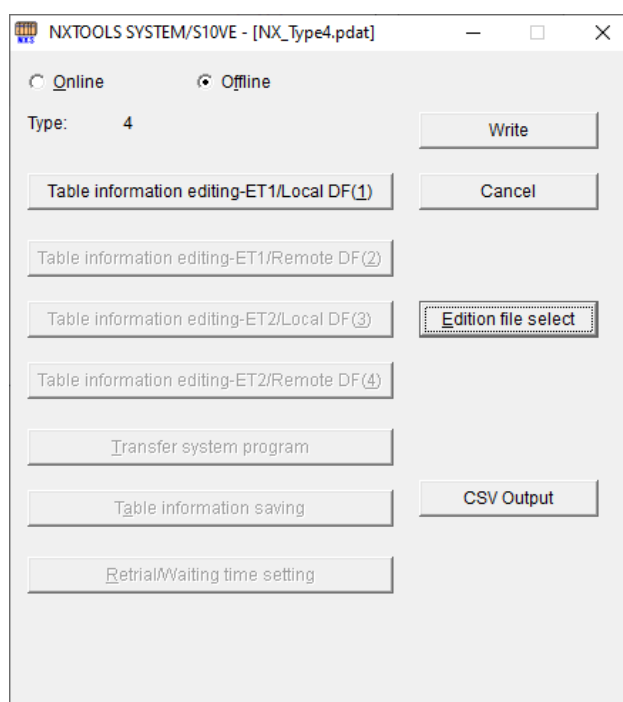 NXS
NXTOOLS SYSTEM/S10VE - [NX_Type4.pdat]
Online
Offline
Type: 4
Write
Table information editing-ET1/Local DF(1)
Cancel
Table information editing-ET1/Remote DF(2)
Table information editing-ET2/Local DF(3)
Edition file select
Table information editing-ET2/Remote DF(4)
Transfer system program
Table information saving
CSV Output
Retrial/Waiting time setting